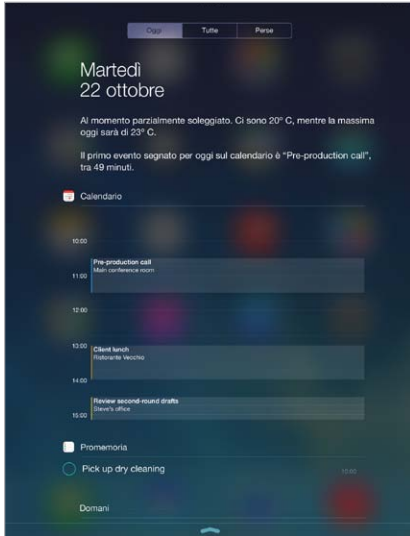 Oggi Tutte Perse
Martedì
22 ottobre
Al momento parzialmente soleggiato. Ci sono 20° C, mentre la massima
oggi sarà di 23° C.
Il primo evento segnato per oggi sul calendario è “Pre-production call”,
tra 49 minuti.
Calendario
10:00
Pre-production call
Main conference room
11:00
12:00
13:00
Client lunch
Ristorante Vecchio
14:00
Review second-round drafts
Steve's office
15:00
Promemoria
Pick up dry cleaning
Domani